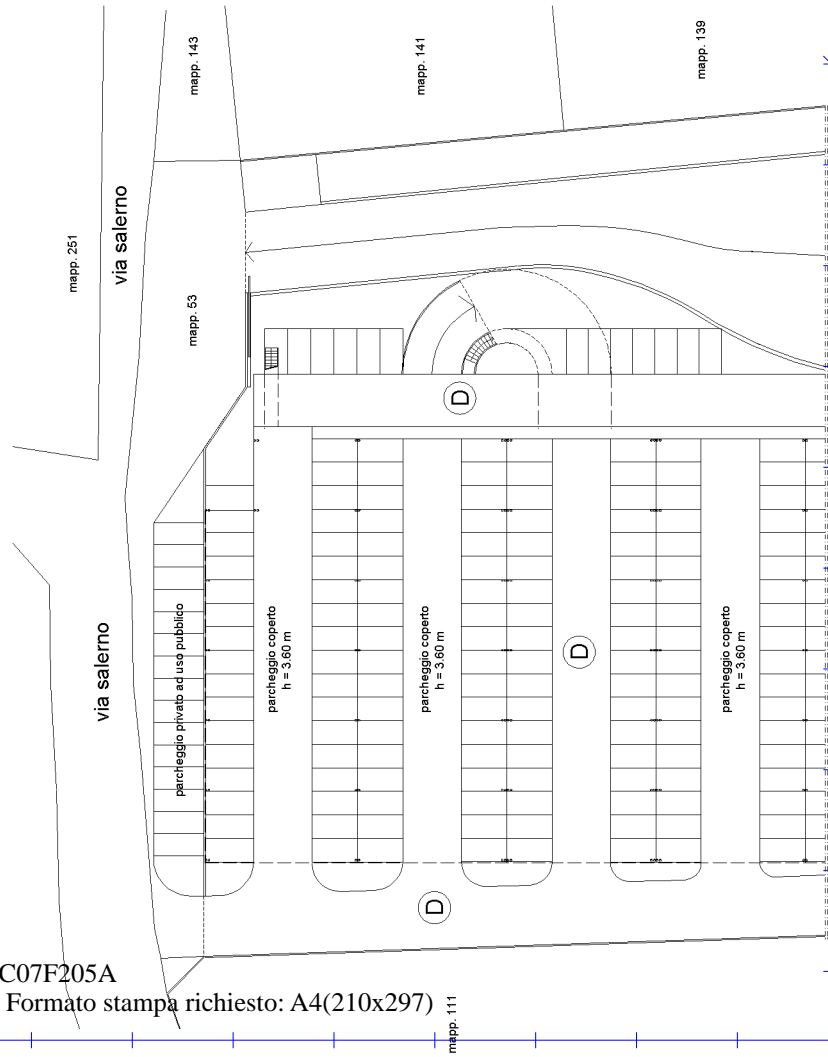 mapp. 143
mapp. 141
mapp. 139
mapp. 251
via salerno
mapp. 53
D
via salerno
parcheggio privato ad uso pubblico
parcheggio coperto
h = 3.60 m
parcheggio coperto
h = 3.60 m
D
parcheggio coperto
h = 3.60 m
D
C07F205A
Formato stampa richiesto: A4(210x297)
mapp. 111